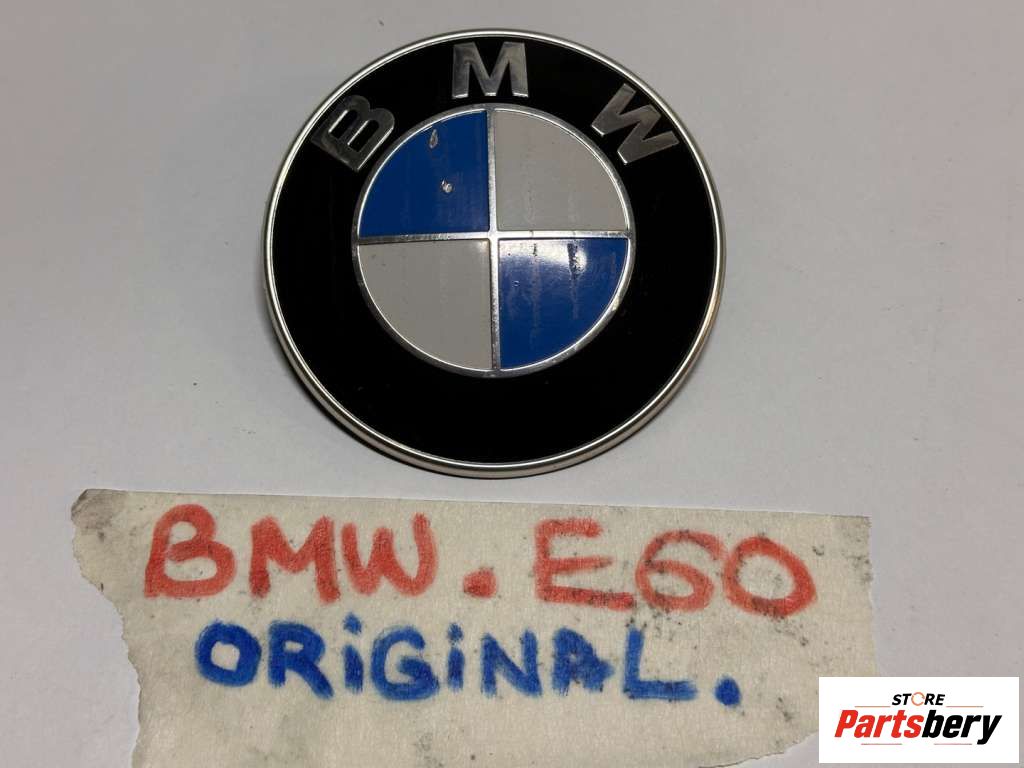 BMW
BMW. E60
ORiGiNAL.
STORE
Partsbery